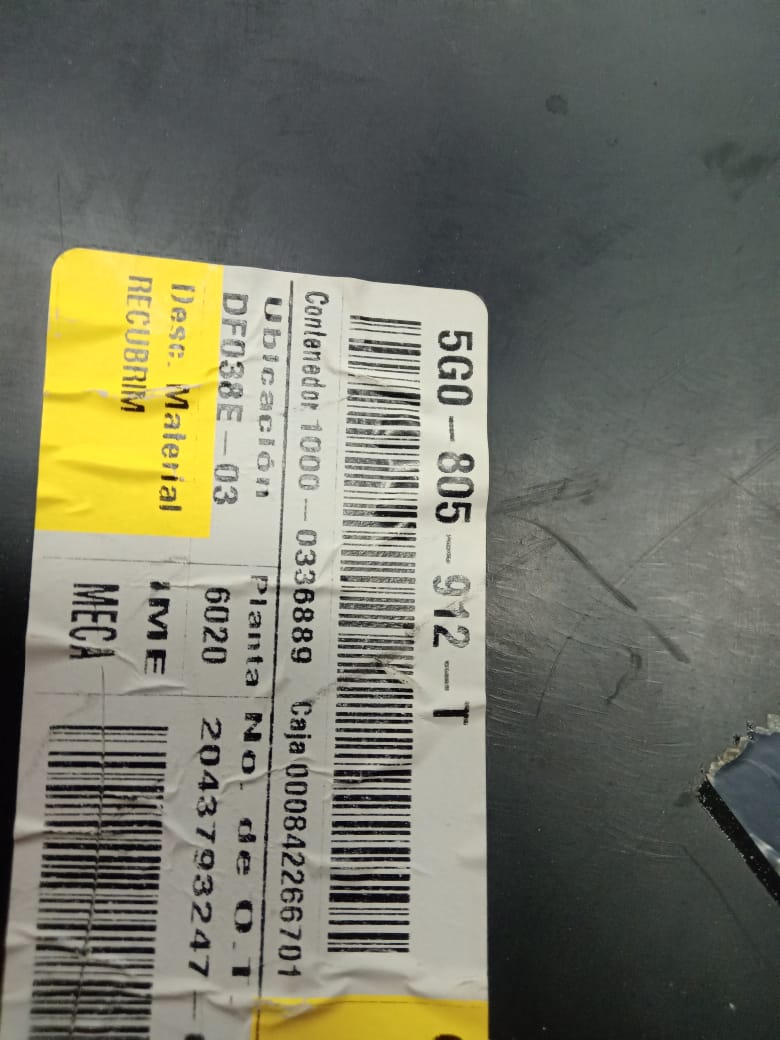 5G0-805-912-T
Contenedor 1000-0336889 Caja 000842266701
Ubicación Planta No. de O.T
DF038E-03 6020 2043793247-
Desc. Material IME
RECUBRIM MECA